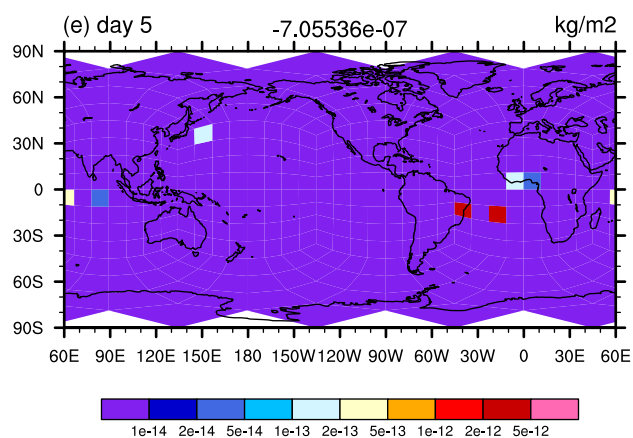 (e) day 5 -7.05536e-07 kg/m2
90N
60N
30N
0
30S
60S
90S
60E 90E 120E 150E 180 150W 120W 90W 60W 30W 0 30E 60E
1e-14 2e-14 5e-14 1e-13 2e-13 5e-13 1e-12 2e-12 5e-12